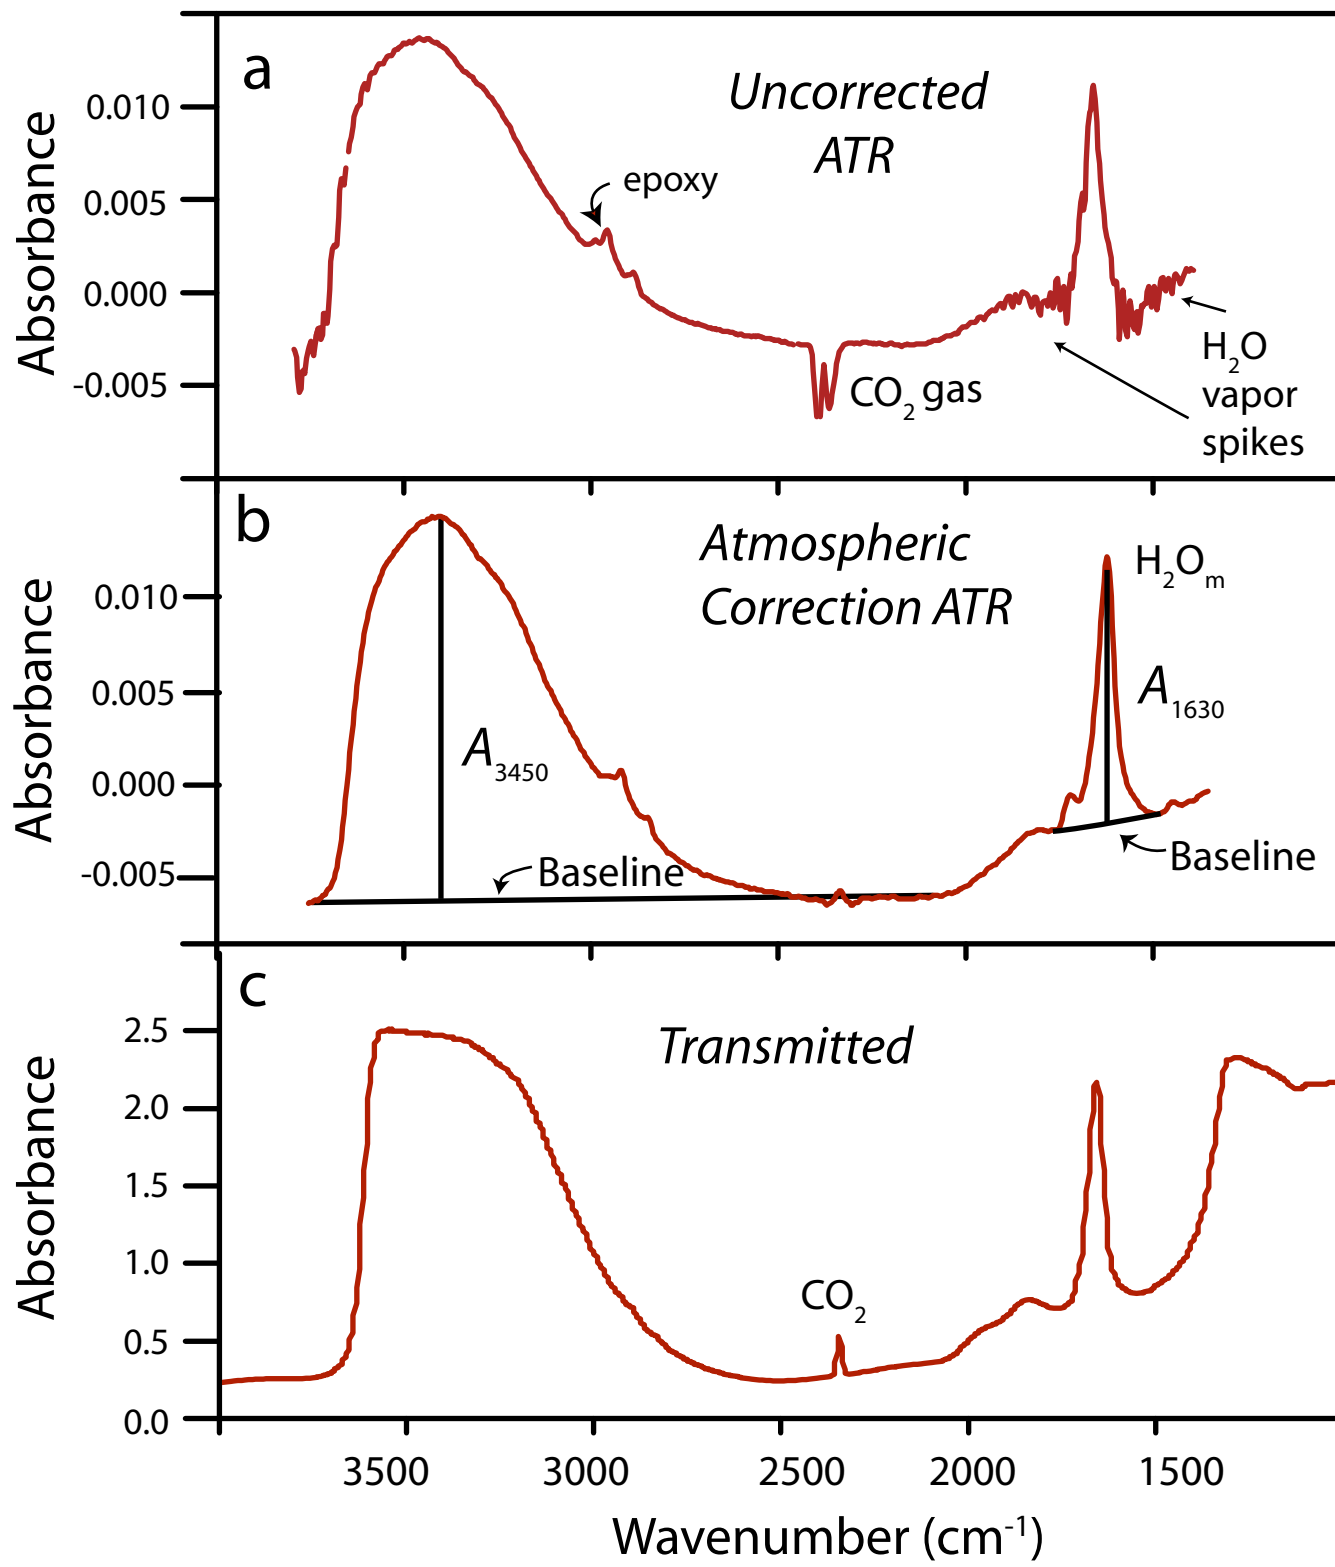 a
Uncorrected
ATR
epoxy
CO2 gas
H2O
vapor
spikes
Absorbance
0.010
0.005
0.000
-0.005
b
Atmospheric
Correction ATR
H2Om
A3450
A1630
Baseline
Baseline
Absorbance
0.010
0.005
0.000
-0.005
c
Transmitted
CO2
Absorbance
2.5
2.0
1.5
1.0
0.5
0.0
3500 3000 2500 2000 1500
Wavenumber (cm-1)